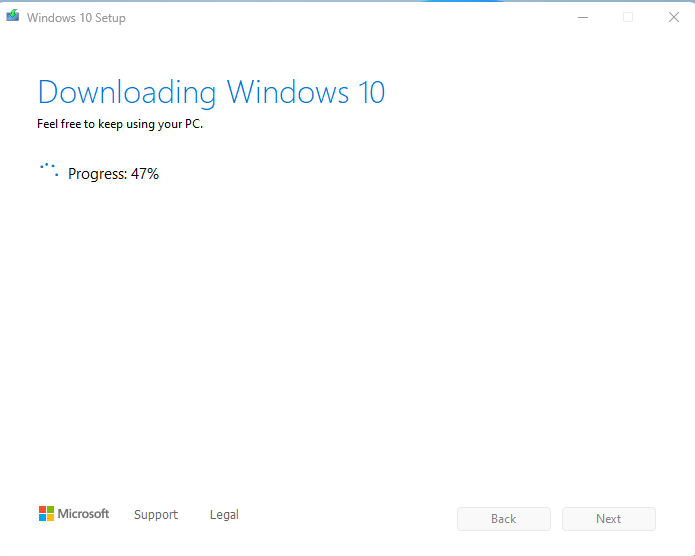 Windows 10 Setup
Downloading Windows 10
Feel free to keep using your PC.
Progress: 47%
Microsoft Support Legal
Back Next